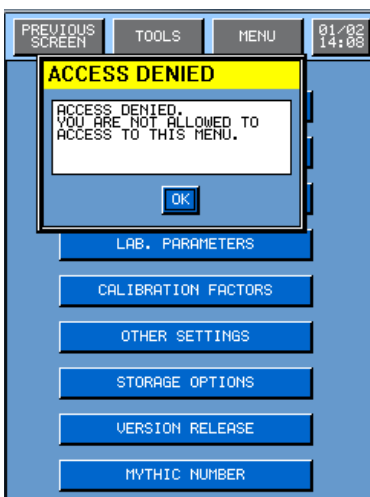 PREVIOUS
SCREEN
TOOLS
MENU
01/02
14:08
ACCESS DENIED
ACCESS DENIED.
YOU ARE NOT ALLOWED TO
ACCESS TO THIS MENU.
OK
LAB. PARAMETERS
CALIBRATION FACTORS
OTHER SETTINGS
STORAGE OPTIONS
VERSION RELEASE
MYTHIC NUMBER